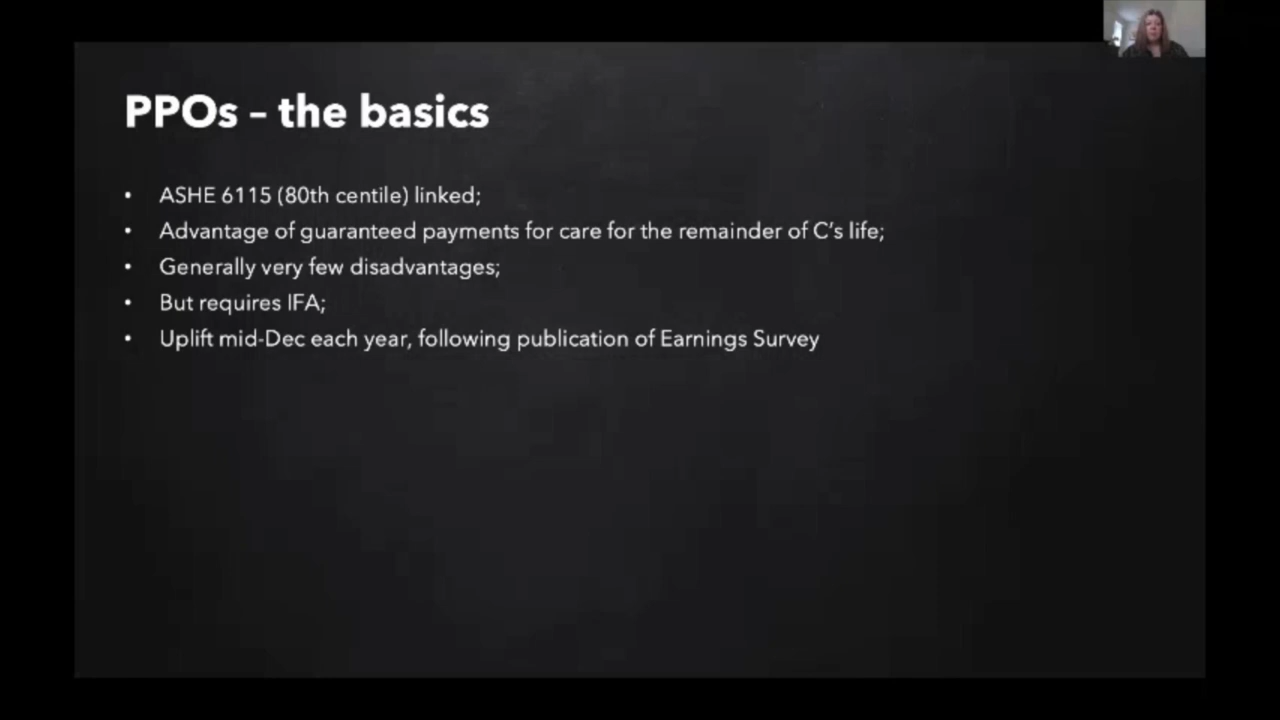 PPOs – the basics
• ASHE 6115 (80th centile) linked;
• Advantage of guaranteed payments for care for the remainder of C's life;
• Generally very few disadvantages;
• But requires IFA;
• Uplift mid-Dec each year, following publication of Earnings Survey